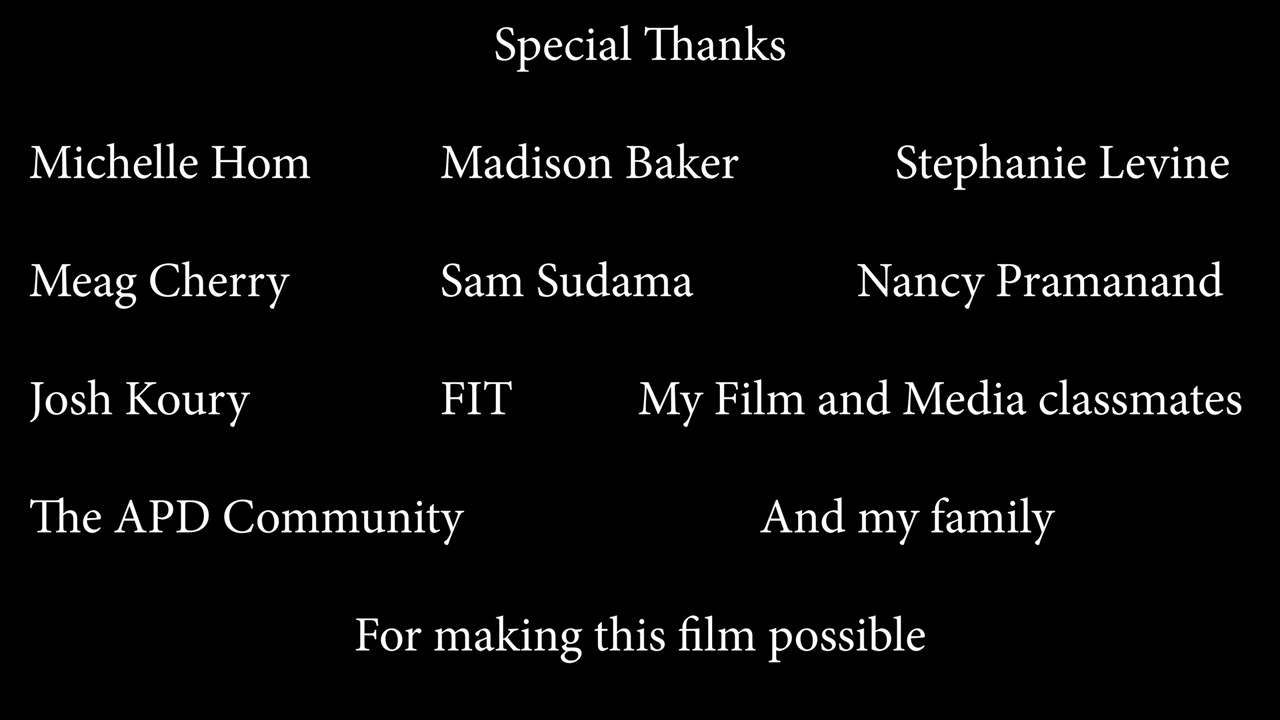 Special Thanks
Michelle Hom Madison Baker Stephanie Levine
Meag Cherry Sam Sudama Nancy Pramanand
Josh Koury FIT My Film and Media classmates
The APD Community And my family
For making this film possible